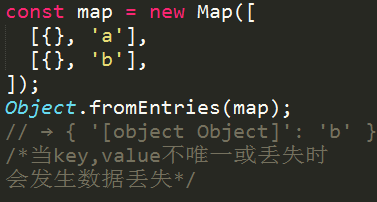 const map = new Map([
  [{}, 'a'],
  [{}, 'b'],
]);
Object.fromEntries(map);
// → { '[object Object]': 'b' }
/*当key,value不唯一或丢失时
会发生数据丢失*/